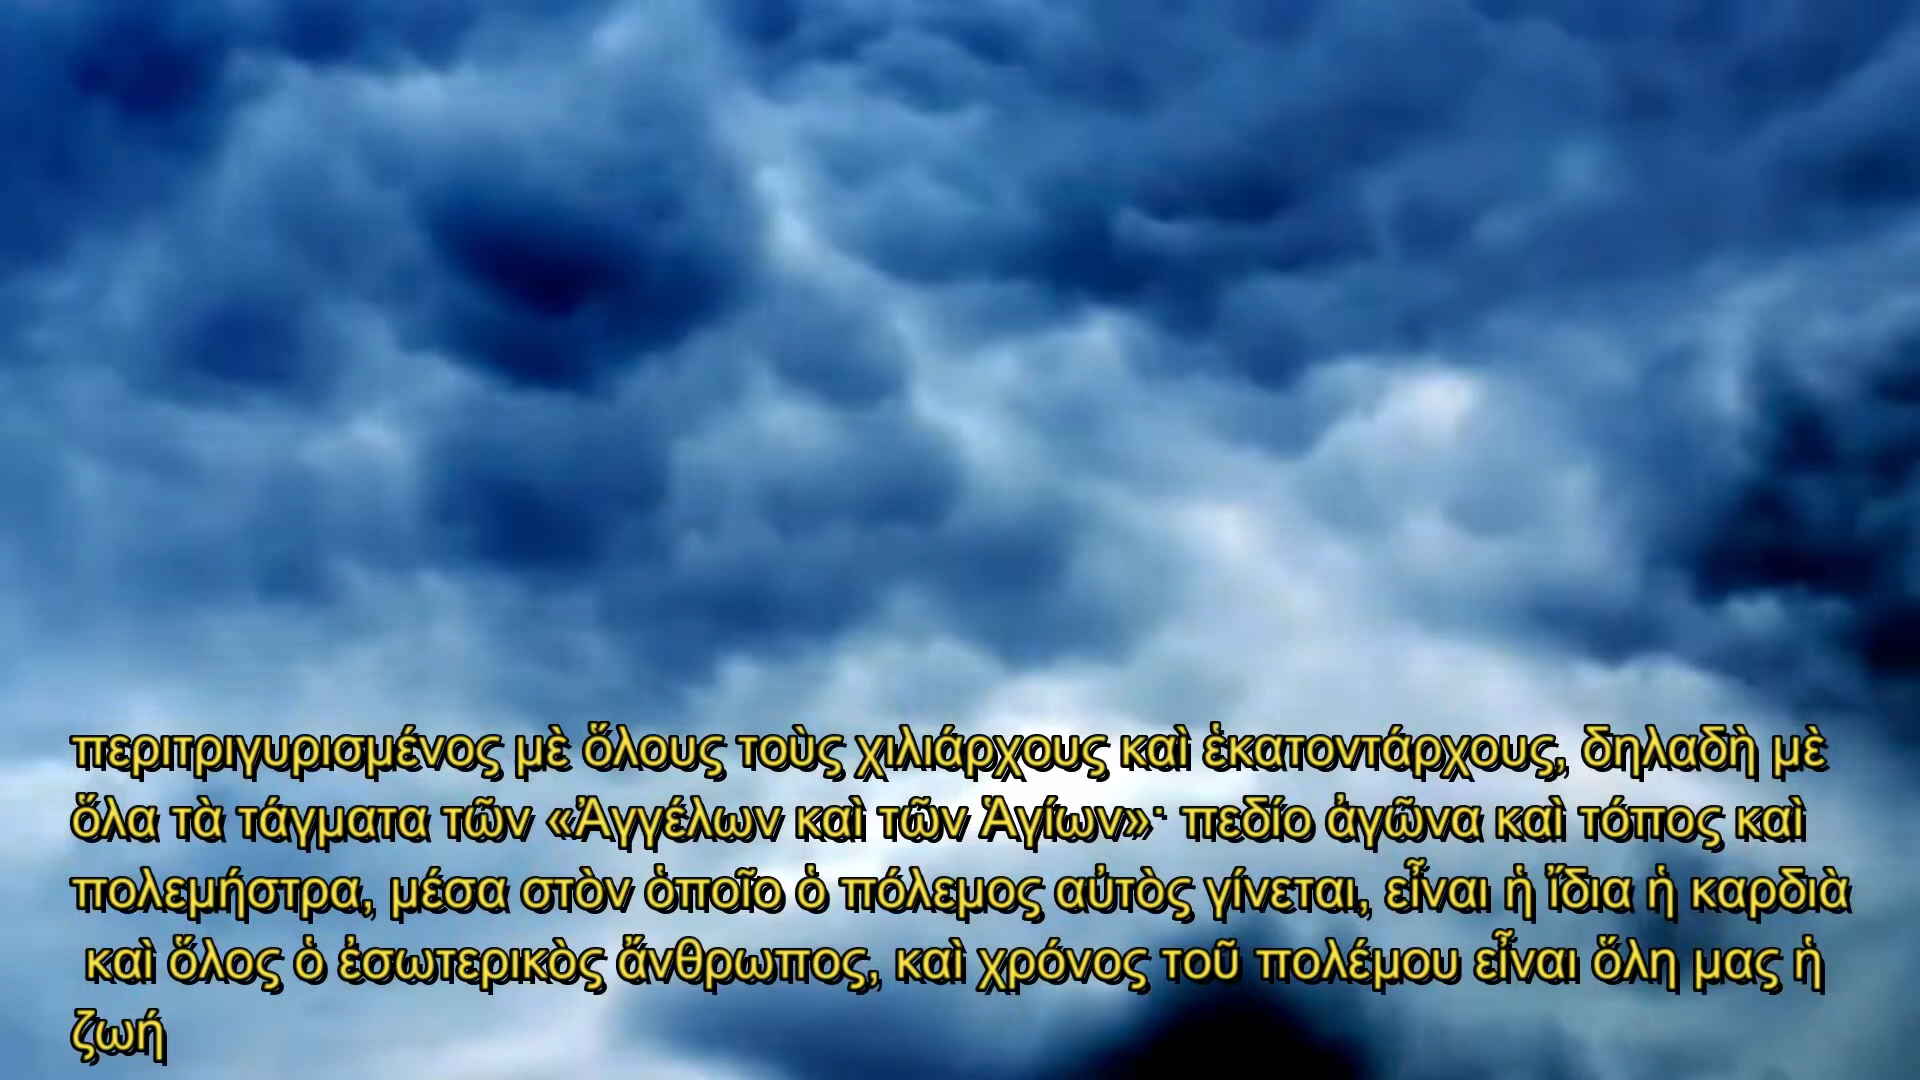 περιτριγυρισμένος μὲ ὅλους τοὺς χιλιάρχους καὶ ἑκατοντάρχους, δηλαδὴ μὲ
ὅλα τὰ τάγματα τῶν «Ἀγγέλων καὶ τῶν Ἁγίων»· πεδίο ἀγῶνα καὶ τόπος καὶ
πολεμήστρα, μέσα στὸν ὁποῖο ὁ πόλεμος αὐτὸς γίνεται, εἶναι ἡ ἴδια ἡ καρδιὰ
καὶ ὅλος ὁ ἐσωτερικὸς ἄνθρωπος, καὶ χρόνος τοῦ πολέμου εἶναι ὅλη μας ἡ
ζωή